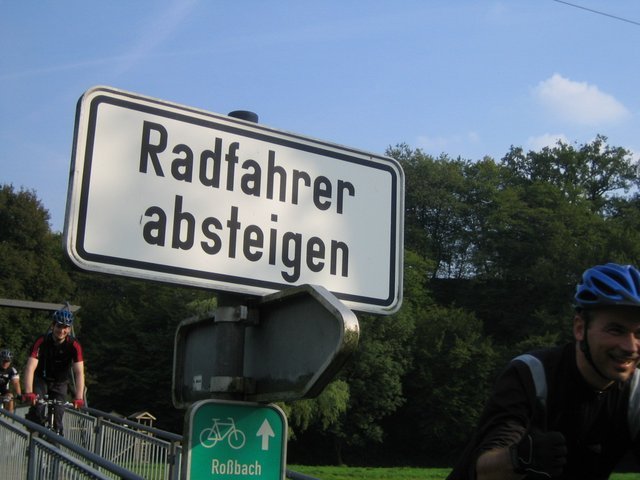 Radfahrer
absteigen
Roßbach